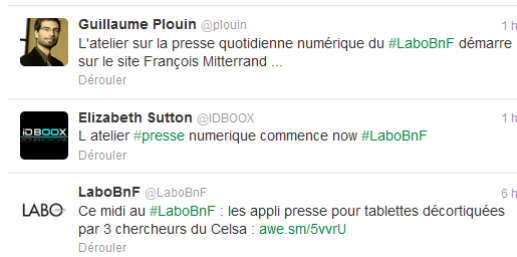 Guillaume Plouin @plouin 1 h
L'atelier sur la presse quotidienne numérique du #LaboBnF démarre
sur le site François Mitterrand ...
Dérouler
iDBOOX
Elizabeth Sutton @IDBOOX 1 h
L atelier #presse numerique commence now #LaboBnF
Dérouler
LABO
LaboBnF @LaboBnF 6 h
Ce midi au #LaboBnF : les appli presse pour tablettes décortiquées
par 3 chercheurs du Celsa : awe.sm/5vvrU
Dérouler